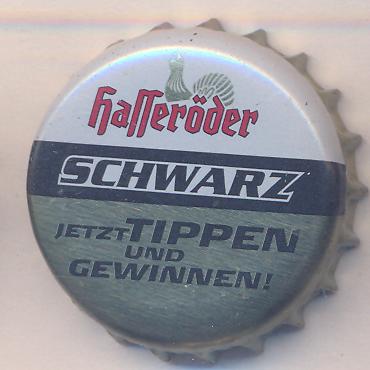 Hasseröder
SCHWARZ
JETZT TIPPEN
UND
GEWINNEN!